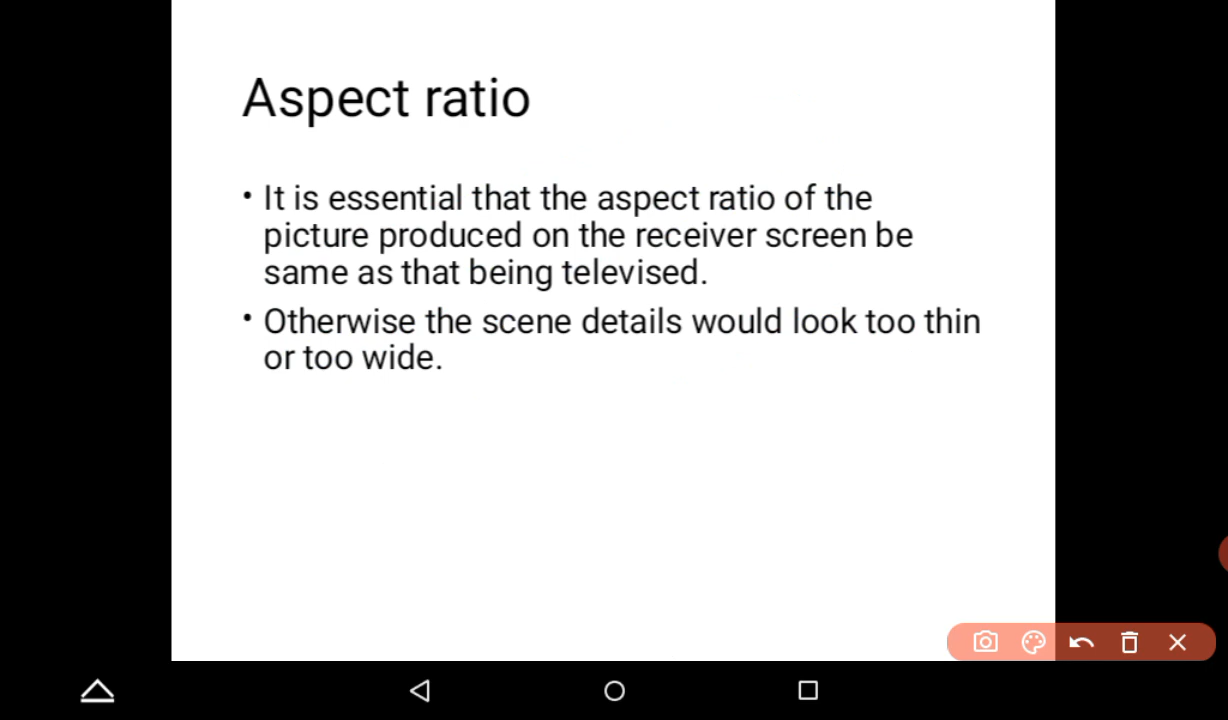 Aspect ratio
• It is essential that the aspect ratio of the
picture produced on the receiver screen be
same as that being televised.
• Otherwise the scene details would look too thin
or too wide.